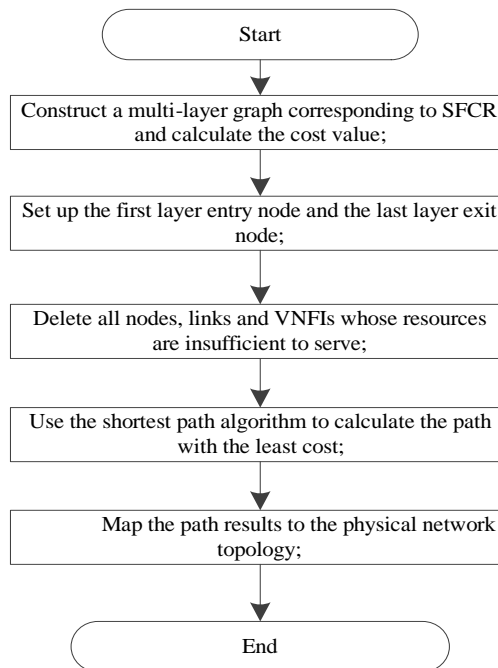 Start
Construct a multi-layer graph corresponding to SFCR
and calculate the cost value;
Set up the first layer entry node and the last layer exit
node;
Delete all nodes, links and VNFIs whose resources
are insufficient to serve;
Use the shortest path algorithm to calculate the path
with the least cost;
Map the path results to the physical network
topology;
End